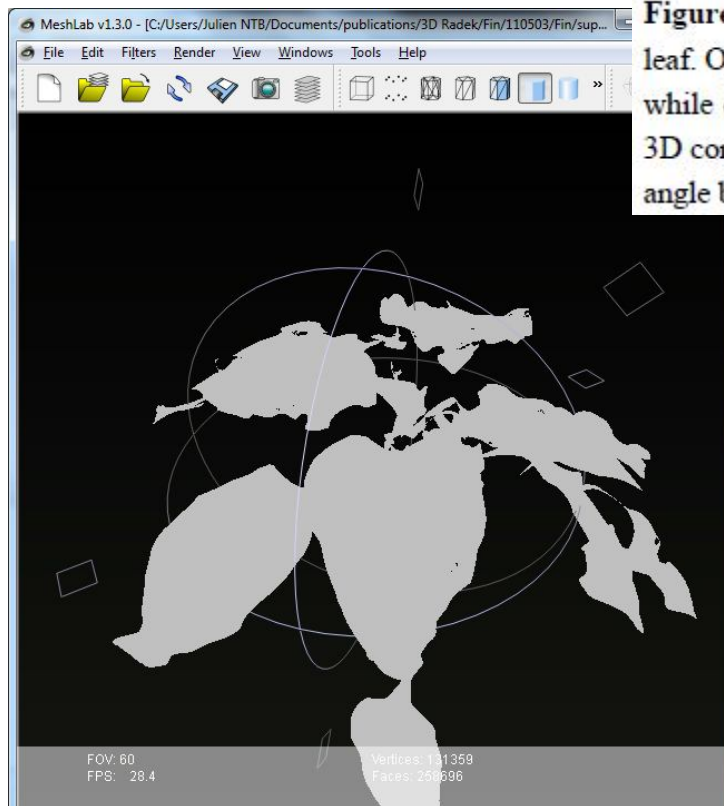 MeshLab v1.3.0 - [C:/Users/Julien NTB/Documents/publications/3D Radek/Fin/110503/Fin/sup...
File Edit Filters Render View Windows Tools Help
»
Figure
leaf. O
while
3D co
angle
FOV: 60
FPS: 28.4
Vertices: 131359
Faces: 258696